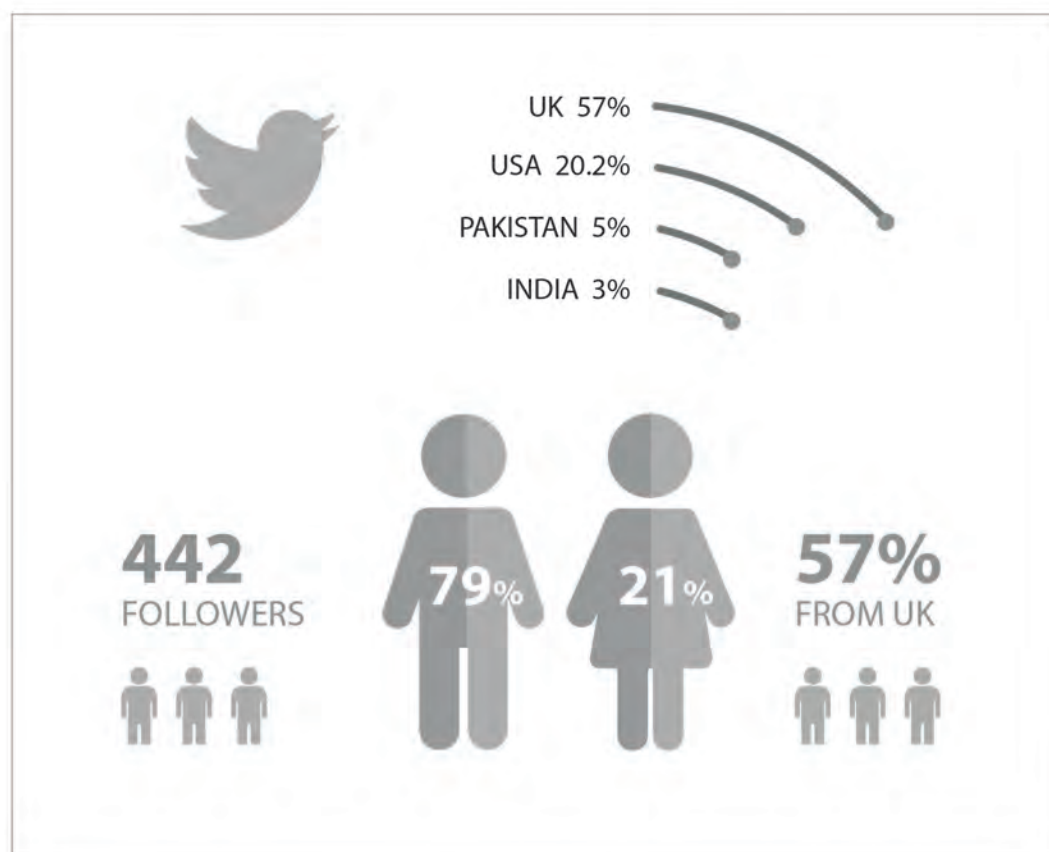 UK 57%
USA 20.2%
PAKISTAN 5%
INDIA 3%
442
FOLLOWERS
79%
21%
57%
FROM UK